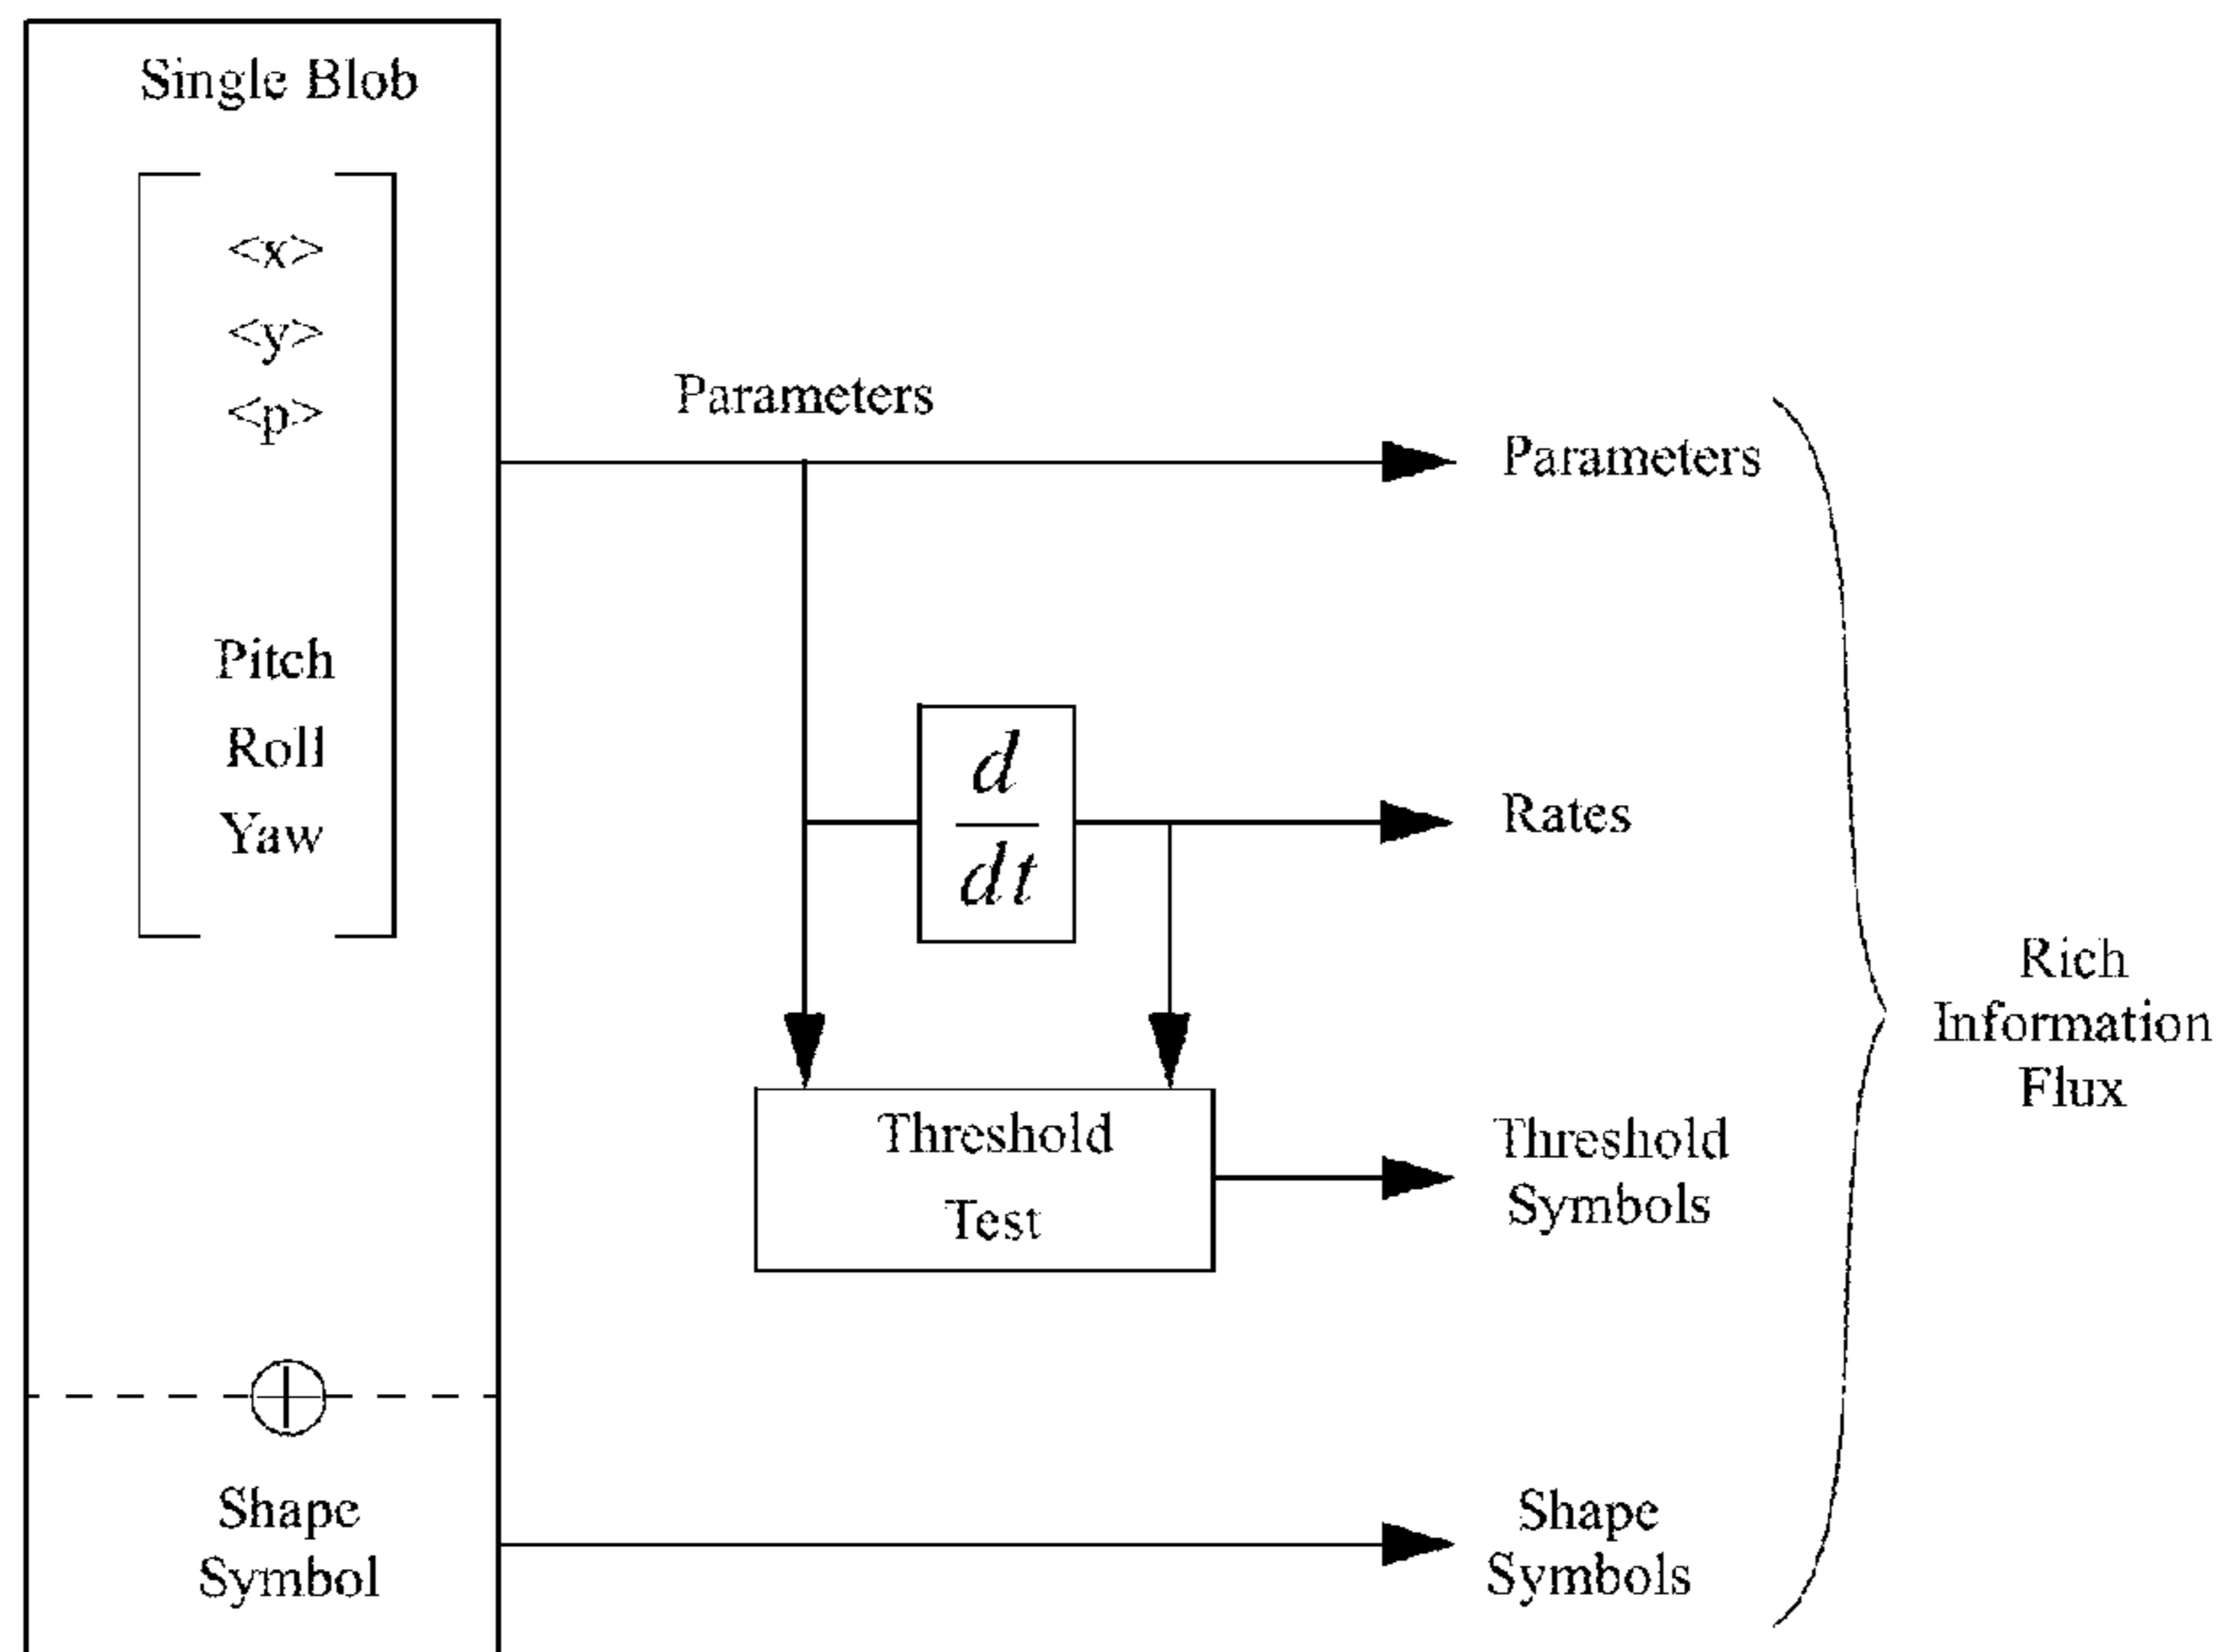 Single Blob
<x>
<y>
<p>
Pitch
Roll
Yaw
Shape
Symbol
Parameters
d
dt
Threshold
Test
Parameters
Rates
Threshold
Symbols
Shape
Symbols
Rich
Information
Flux